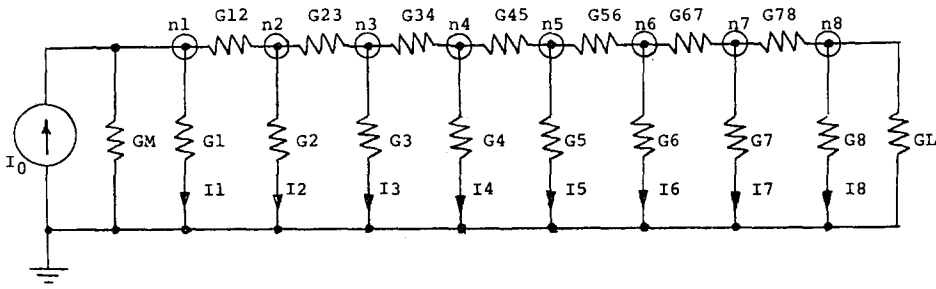 G12 G23 G34 G45 G56 G67 G78
n1 n2 n3 n4 n5 n6 n7 n8
I0 GM G1 G2 G3 G4 G5 G6 G7 G8 GL
I1 I2 I3 I4 I5 I6 I7 I8